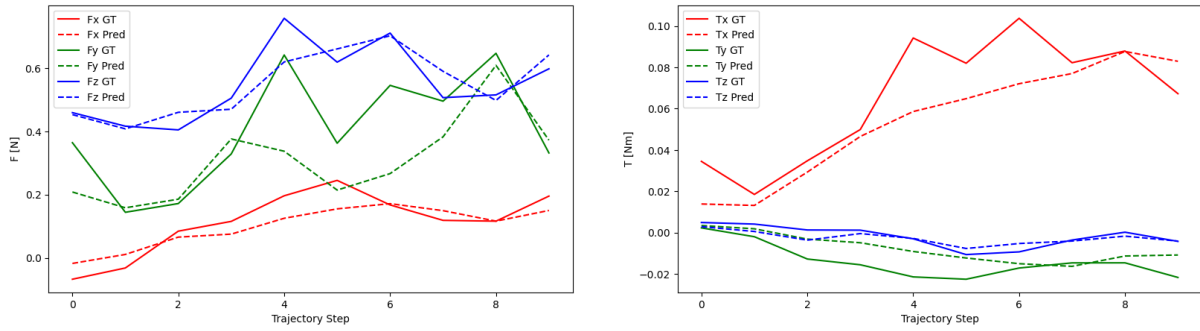 Fx GT
Fx Pred
Fy GT
Fy Pred
Fz GT
Fz Pred
0.6
0.4
0.2
0.0
F [N]
0
2
4
6
8
Trajectory Step
Tx GT
Tx Pred
Ty GT
Ty Pred
Tz GT
Tz Pred
0.10
0.08
0.06
0.04
0.02
0.00
−0.02
T [Nm]
0
2
4
6
8
Trajectory Step